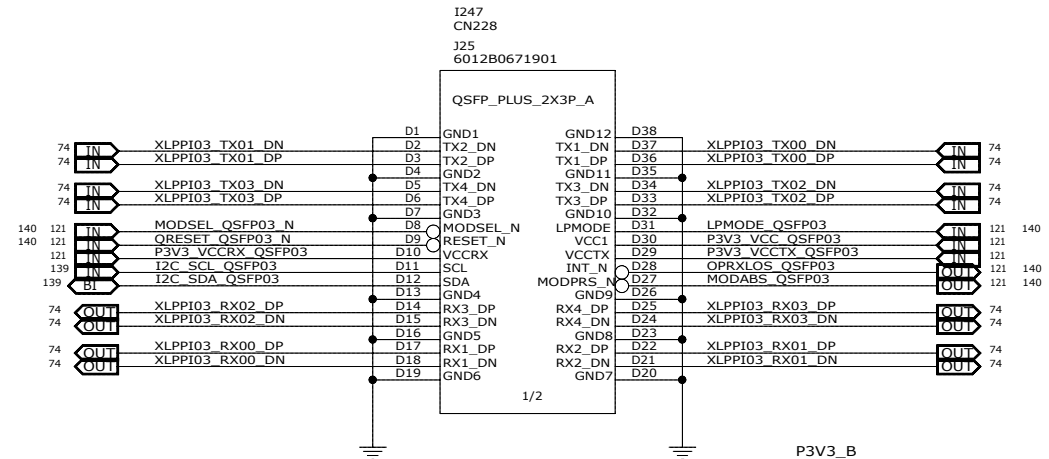 I247
CN228
J25
6012B0671901
QSFP_PLUS_2X3P_A
D1 GND1 GND12 D38
74 IN XLPPI03_TX01_DN D2 TX2_DN TX1_DN D37 XLPPI03_TX00_DN IN 74
74 IN XLPPI03_TX01_DP D3 TX2_DP TX1_DP D36 XLPPI03_TX00_DP IN 74
D4 GND2 GND11 D35
74 IN XLPPI03_TX03_DN D5 TX4_DN TX3_DN D34 XLPPI03_TX02_DN IN 74
74 IN XLPPI03_TX03_DP D6 TX4_DP TX3_DP D33 XLPPI03_TX02_DP IN 74
D7 GND3 GND10 D32
140 121 IN MODSEL_QSFP03_N D8 MODSEL_N LPMODE D31 LPMODE_QSFP03 IN 121 140
140 121 IN QRESET_QSFP03_N D9 RESET_N VCC1 D30 P3V3_VCC_QSFP03 IN 121
121 IN P3V3_VCCRX_QSFP03 D10 VCCRX VCCTX D29 P3V3_VCCTX_QSFP03 IN 121
139 IN I2C_SCL_QSFP03 D11 SCL INT_N D28 OPRXLOS_QSFP03 OUT 121 140
139 BI I2C_SDA_QSFP03 D12 SDA MODPRS_N D27 MODABS_QSFP03 OUT 121 140
D13 GND4 GND9 D26
74 OUT XLPPI03_RX02_DP D14 RX3_DP RX4_DP D25 XLPPI03_RX03_DP OUT 74
74 OUT XLPPI03_RX02_DN D15 RX3_DN RX4_DN D24 XLPPI03_RX03_DN OUT 74
D16 GND5 GND8 D23
74 OUT XLPPI03_RX00_DP D17 RX1_DP RX2_DP D22 XLPPI03_RX01_DP OUT 74
74 OUT XLPPI03_RX00_DN D18 RX1_DN RX2_DN D21 XLPPI03_RX01_DN OUT 74
D19 GND6 GND7 D20
1/2
P3V3_B